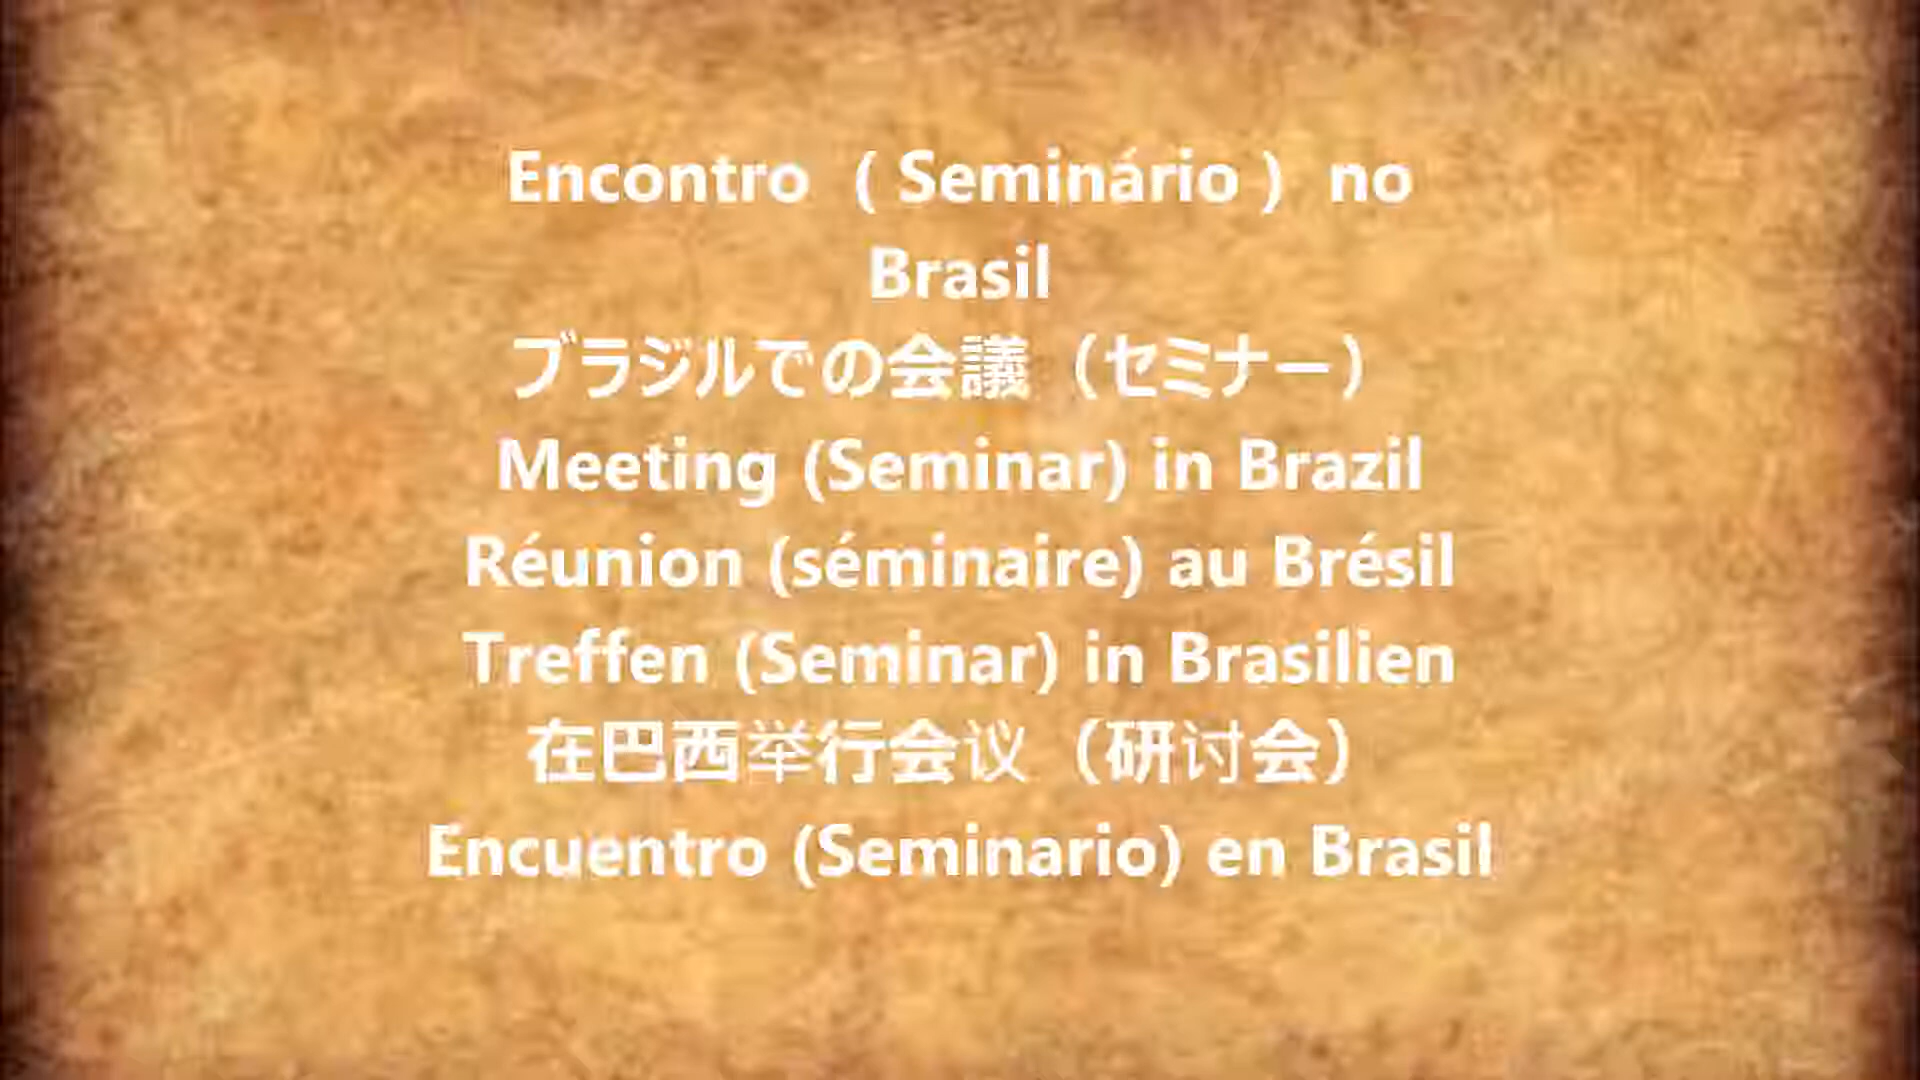 Encontro ( Seminário ) no
Brasil
ブラジルでの会議（セミナー）
Meeting (Seminar) in Brazil
Réunion (séminaire) au Brésil
Treffen (Seminar) in Brasilien
在巴西举行会议（研讨会）
Encuentro (Seminario) en Brasil